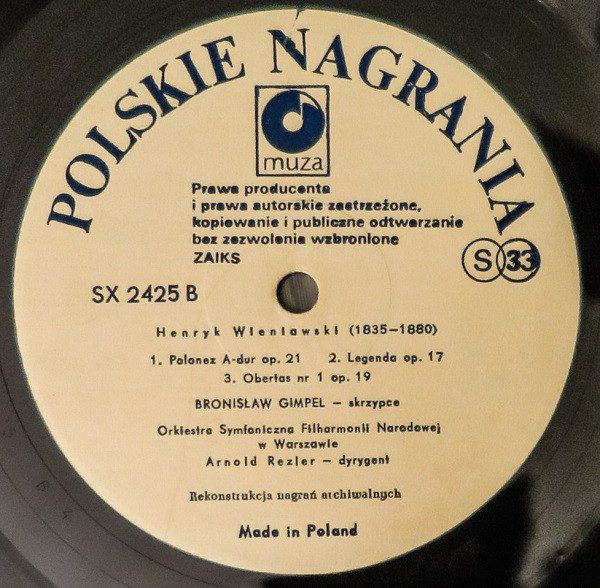 POLSKIE NAGRANIA
muza
Prawa producenta
i prawa autorskie zastrzeżone,
kopiowanie i publiczne odtwarzanie
bez zezwolenia wzbronione
ZAIKS
S 33
SX 2425 B
Henryk Wieniawski (1835—1880)
1. Polonez A-dur op. 21 2. Legenda op. 17
3. Obertas nr 1 op. 19
BRONISŁAW GIMPEL — skrzypce
Orkiestra Symfoniczna Filharmonii Narodowej
w Warszawie
Arnold Rezler — dyrygent
Rekonstrukcja nagrań archiwalnych
Made in Poland